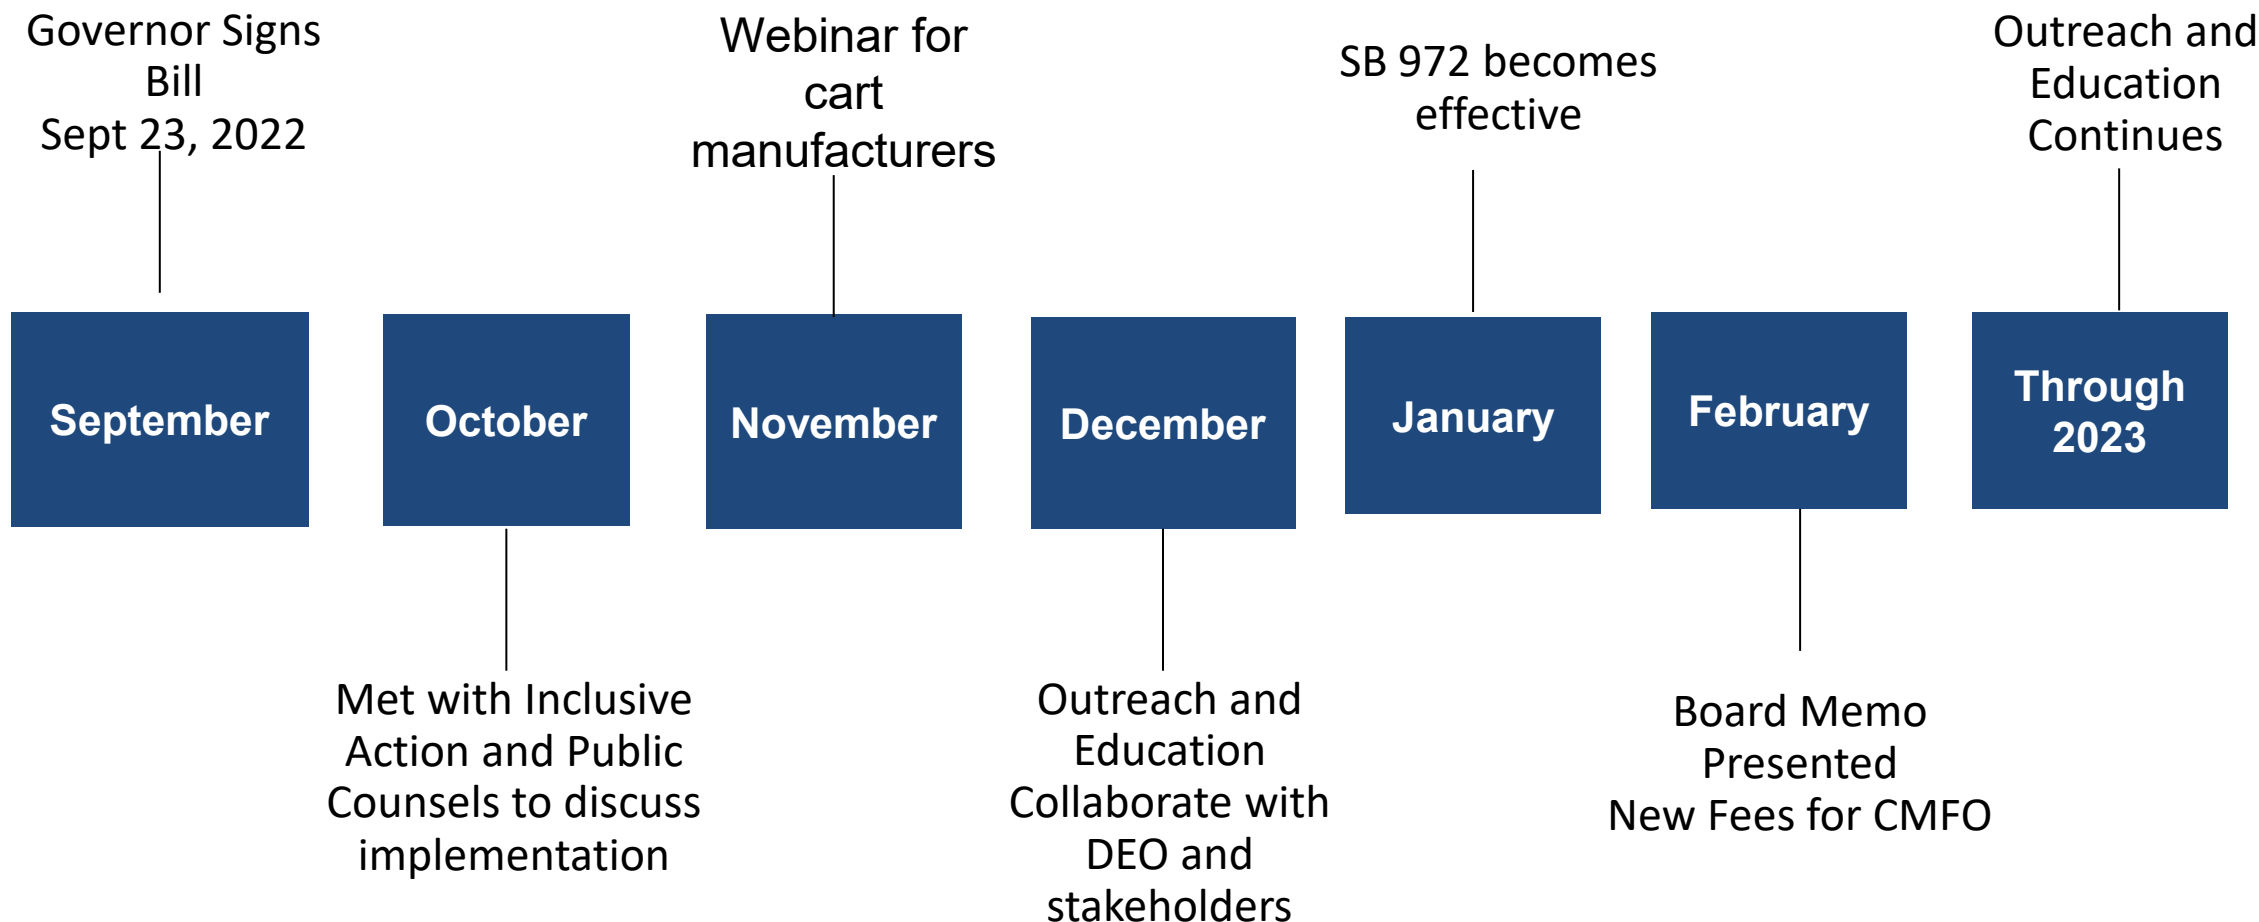 Governor Signs
Bill
Sept 23, 2022
Webinar for
cart
manufacturers
SB 972 becomes
effective
Outreach and
Education
Continues
September
October
November
December
January
February
Through
2023
Met with Inclusive
Action and Public
Counsels to discuss
implementation
Outreach and
Education
Collaborate with
DEO and
stakeholders
Board Memo
Presented
New Fees for CMFO